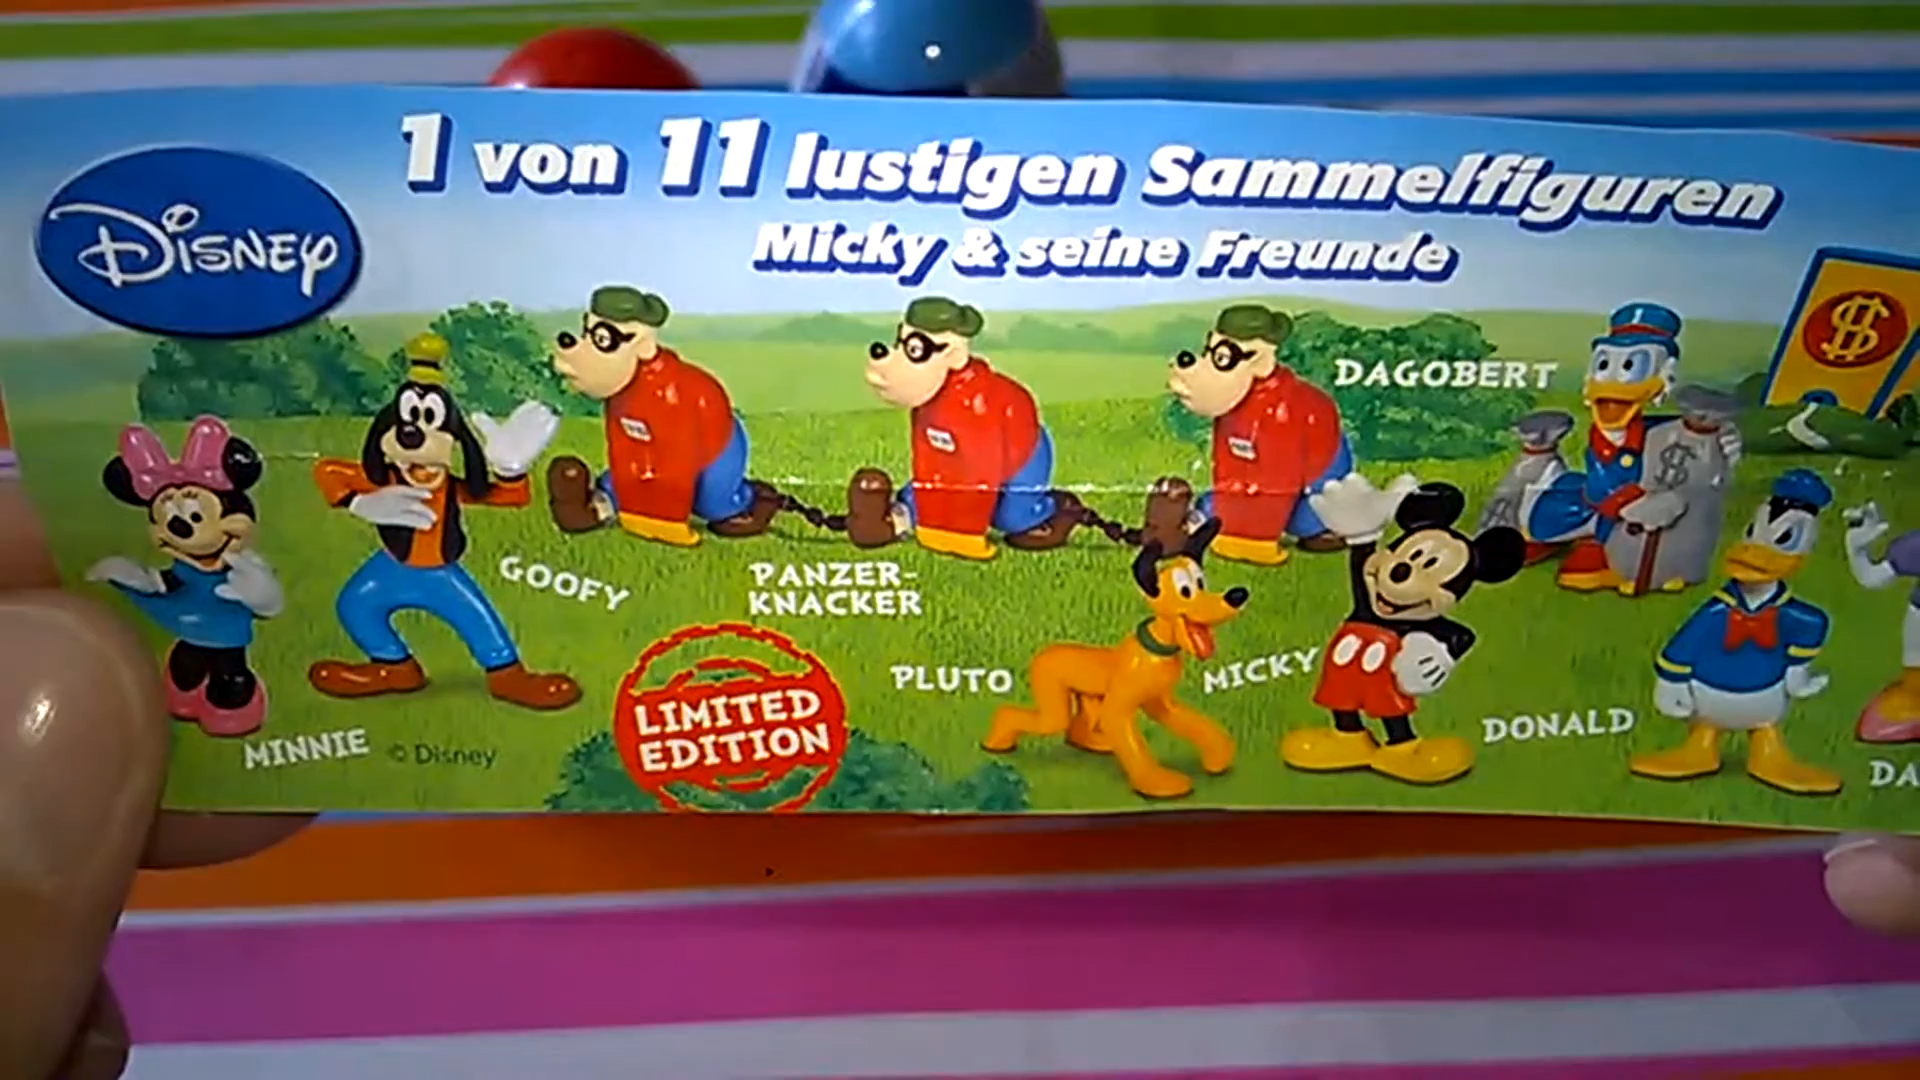 DISNEY
1 von 11 lustigen Sammelfiguren
Micky & seine Freunde
DAGOBERT
GOOFY
PANZER-
KNACKER
PLUTO
MICKY
LIMITED
EDITION
DONALD
MINNIE
© Disney
DA